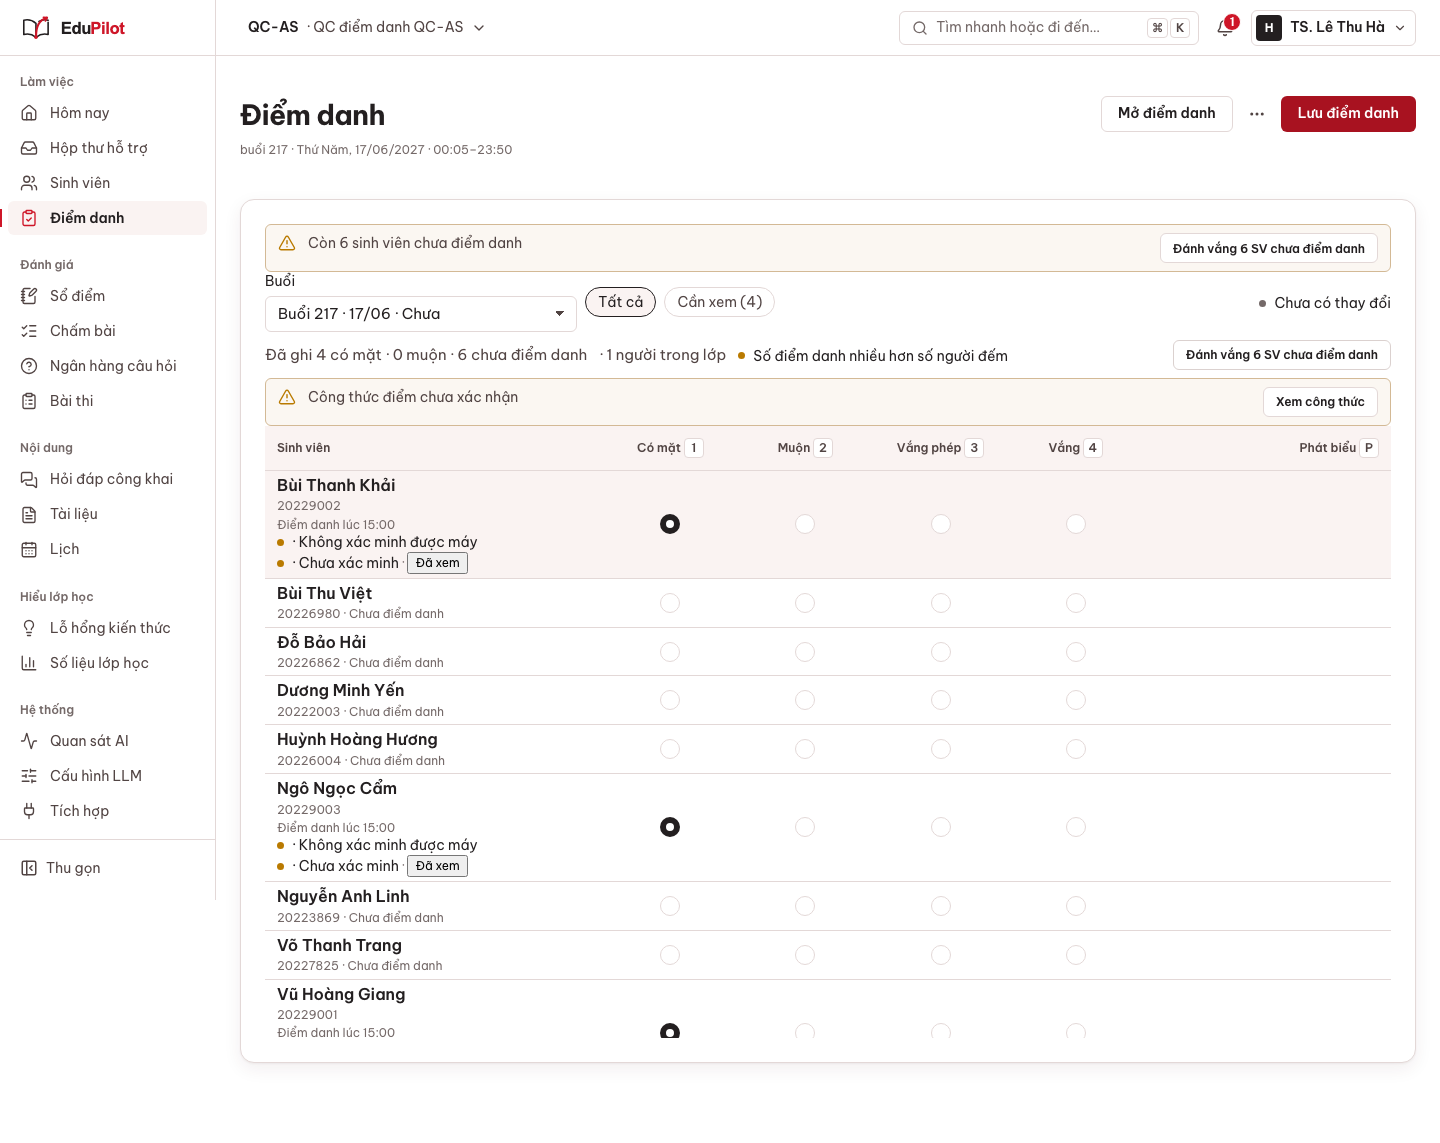 EduPilot
QC-AS · QC điểm danh QC-AS
Tìm nhanh hoặc đi đến... ⌘ K
1
H TS. Lê Thu Hà
Làm việc
Hôm nay
Hộp thư hỗ trợ
Sinh viên
Điểm danh
Đánh giá
Sổ điểm
Chấm bài
Ngân hàng câu hỏi
Bài thi
Nội dung
Hỏi đáp công khai
Tài liệu
Lịch
Hiểu lớp học
Lỗ hổng kiến thức
Số liệu lớp học
Hệ thống
Quan sát AI
Cấu hình LLM
Tích hợp
Thu gọn
Điểm danh
buổi 217 · Thứ Năm, 17/06/2027 · 00:05–23:50
Mở điểm danh
Lưu điểm danh
Còn 6 sinh viên chưa điểm danh
Đánh vắng 6 SV chưa điểm danh
Buổi
Buổi 217 · 17/06 · Chưa
Tất cả
Cần xem (4)
Chưa có thay đổi
Đã ghi 4 có mặt · 0 muộn · 6 chưa điểm danh · 1 người trong lớp
Số điểm danh nhiều hơn số người đếm
Đánh vắng 6 SV chưa điểm danh
Công thức điểm chưa xác nhận
Xem công thức
Sinh viên Có mặt 1 Muộn 2 Vắng phép 3 Vắng 4 Phát biểu P
Bùi Thanh Khải
20229002
Điểm danh lúc 15:00
· Không xác minh được máy
· Chưa xác minh · Đã xem
Bùi Thu Việt
20226980 · Chưa điểm danh
Đỗ Bảo Hải
20226862 · Chưa điểm danh
Dương Minh Yến
20222003 · Chưa điểm danh
Huỳnh Hoàng Hương
20226004 · Chưa điểm danh
Ngô Ngọc Cẩm
20229003
Điểm danh lúc 15:00
· Không xác minh được máy
· Chưa xác minh · Đã xem
Nguyễn Anh Linh
20223869 · Chưa điểm danh
Võ Thanh Trang
20227825 · Chưa điểm danh
Vũ Hoàng Giang
20229001
Điểm danh lúc 15:00